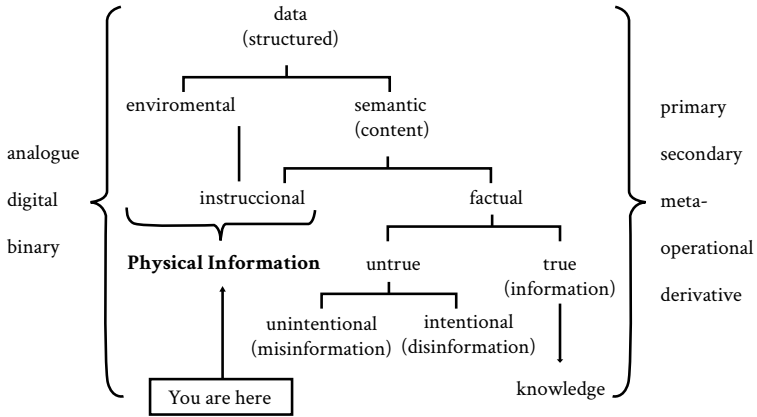 data
(structured)
enviromental
semantic
(content)
analogue
digital
binary
instruccional
factual
Physical Information
untrue
true
(information)
unintentional
(misinformation)
intentional
(disinformation)
You are here
knowledge
primary
secondary
meta-
operational
derivative